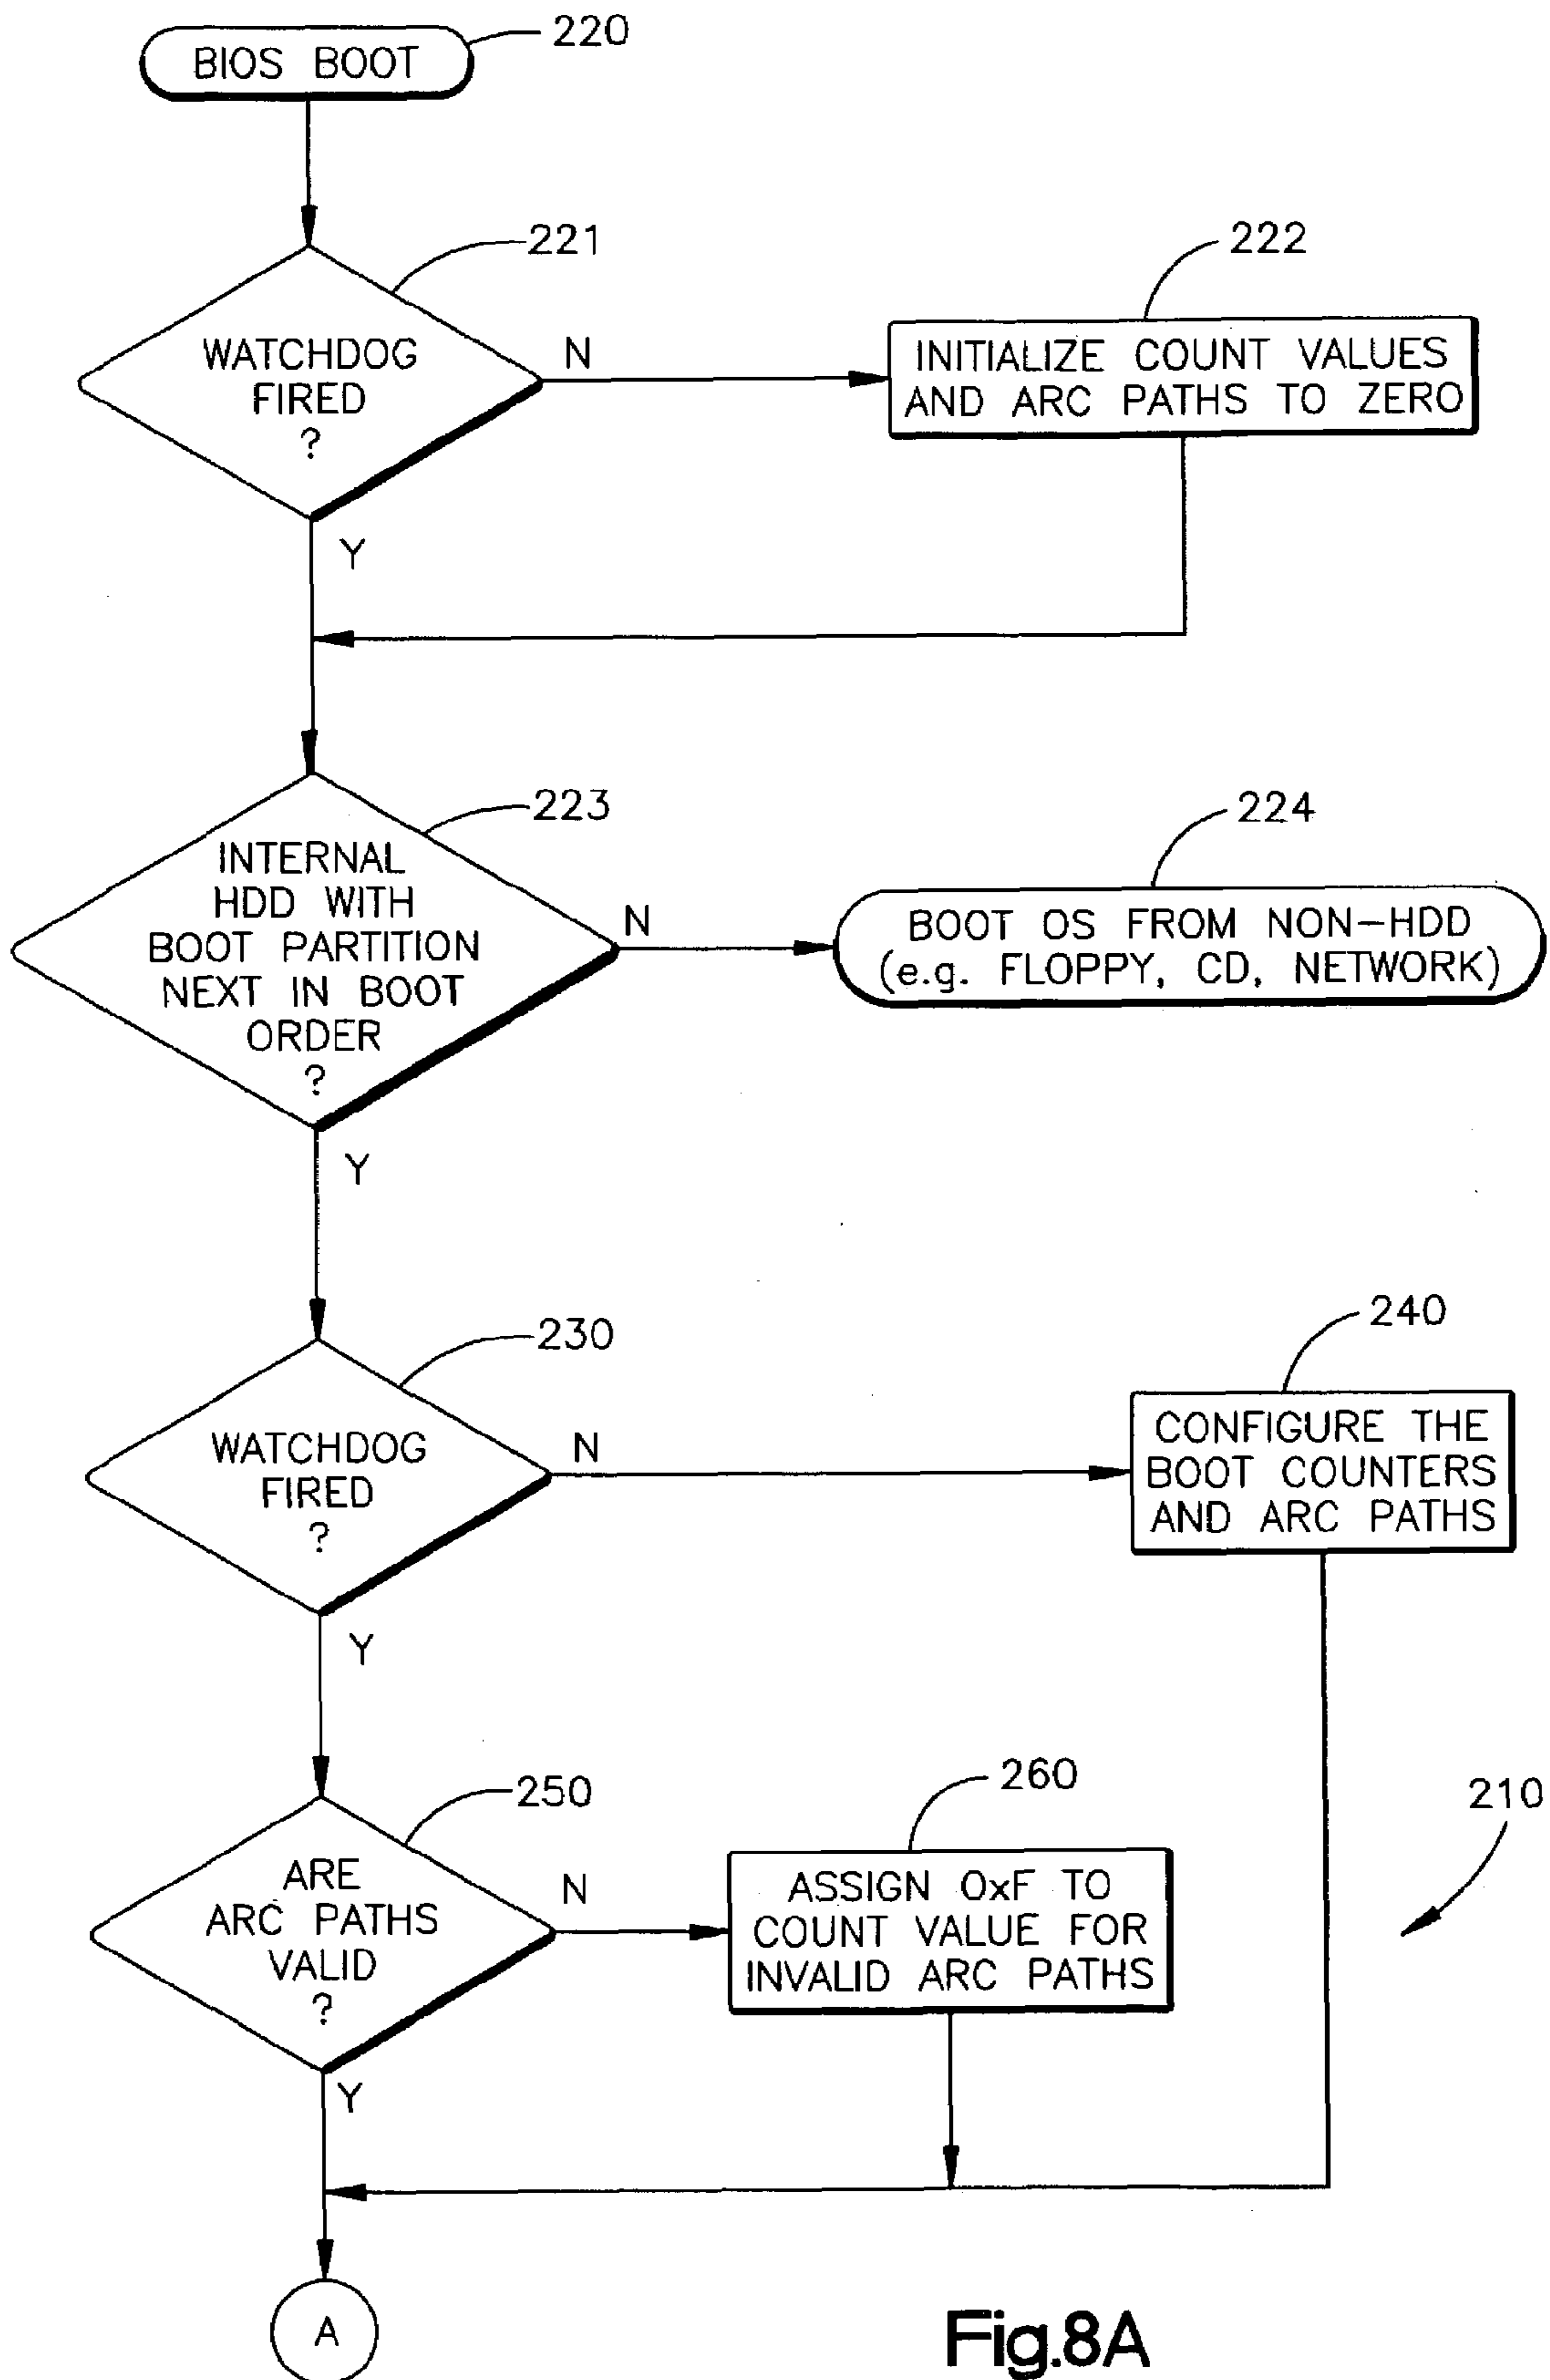 BIOS BOOT
220
221
WATCHDOG
FIRED
?
N
Y
222
INITIALIZE COUNT VALUES
AND ARC PATHS TO ZERO
223
INTERNAL
HDD WITH
BOOT PARTITION
NEXT IN BOOT
ORDER
?
N
Y
224
BOOT OS FROM NON-HDD
(e.g. FLOPPY, CD, NETWORK)
230
WATCHDOG
FIRED
?
N
Y
240
CONFIGURE THE
BOOT COUNTERS
AND ARC PATHS
250
ARE
ARC PATHS
VALID
?
N
Y
260
ASSIGN 0xF TO
COUNT VALUE FOR
INVALID ARC PATHS
210
A
Fig.8A